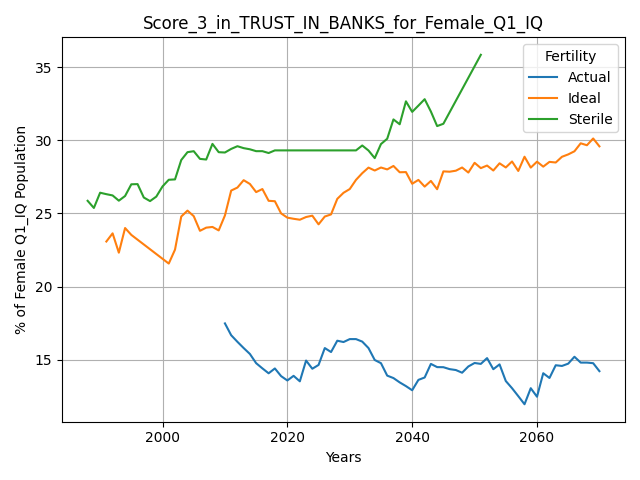 Score_3_in_TRUST_IN_BANKS_for_Female_Q1_IQ
Fertility
Actual
Ideal
Sterile
% of Female Q1_IQ Population
35
30
25
20
15
2000
2020
2040
2060
Years